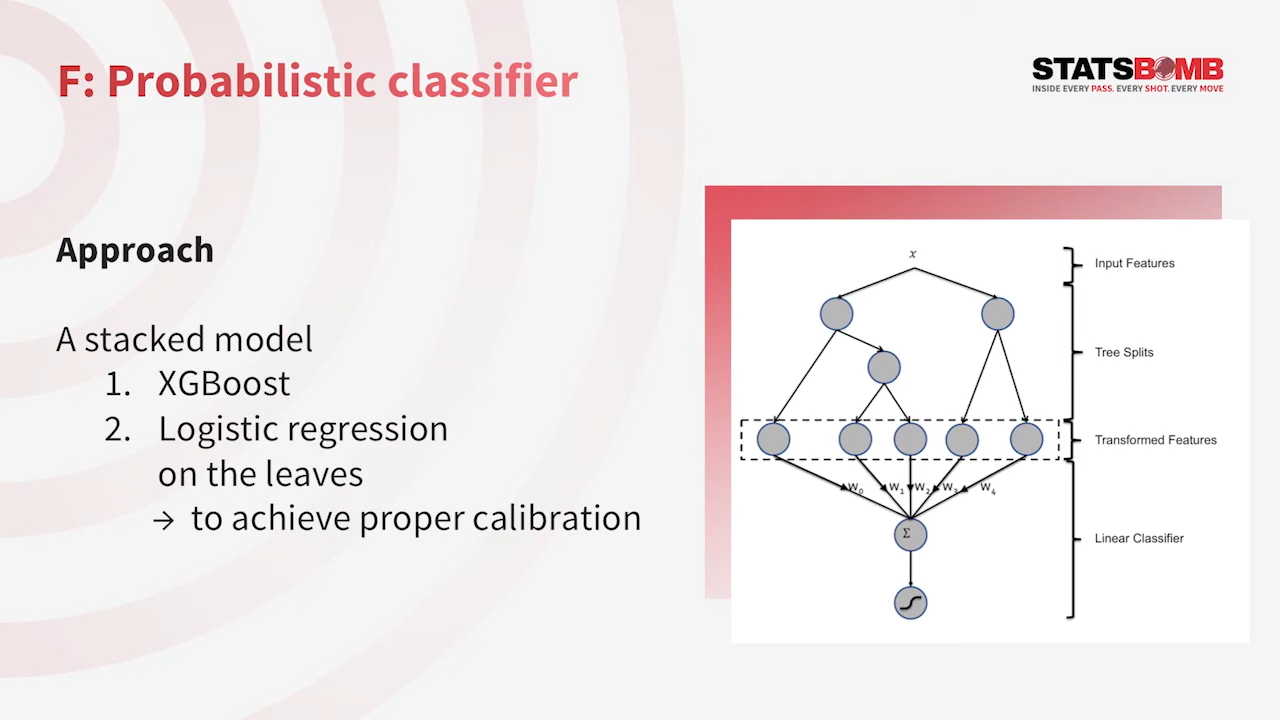 F: Probabilistic classifier
STATSBOMB
INSIDE EVERY PASS. EVERY SHOT. EVERY MOVE
Approach
A stacked model
1. XGBoost
2. Logistic regression
on the leaves
→ to achieve proper calibration
x
Input Features
Tree Splits
Transformed Features
W0 W1 W2 W3 W4
Σ
Linear Classifier